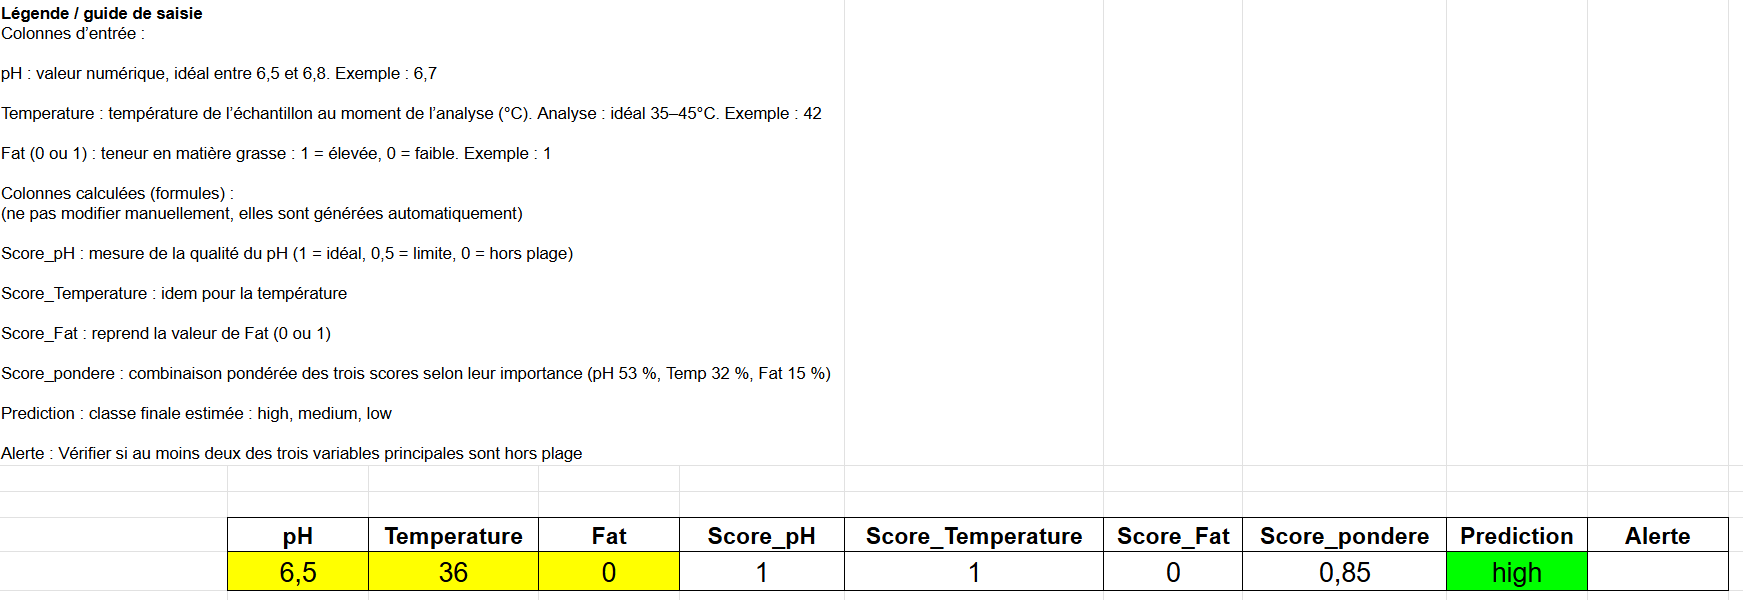 Légende / guide de saisie
Colonnes d’entrée :
pH : valeur numérique, idéal entre 6,5 et 6,8. Exemple : 6,7
Temperature : température de l’échantillon au moment de l’analyse (°C). Analyse : idéal 35–45°C. Exemple : 42
Fat (0 ou 1) : teneur en matière grasse : 1 = élevée, 0 = faible. Exemple : 1
Colonnes calculées (formules) :
(ne pas modifier manuellement, elles sont générées automatiquement)
Score_pH : mesure de la qualité du pH (1 = idéal, 0,5 = limite, 0 = hors plage)
Score_Temperature : idem pour la température
Score_Fat : reprend la valeur de Fat (0 ou 1)
Score_pondere : combinaison pondérée des trois scores selon leur importance (pH 53 %, Temp 32 %, Fat 15 %)
Prediction : classe finale estimée : high, medium, low
Alerte : Vérifier si au moins deux des trois variables principales sont hors plage
pH Temperature Fat Score_pH Score_Temperature Score_Fat Score_pondere Prediction Alerte
6,5 36 0 1 1 0 0,85 high